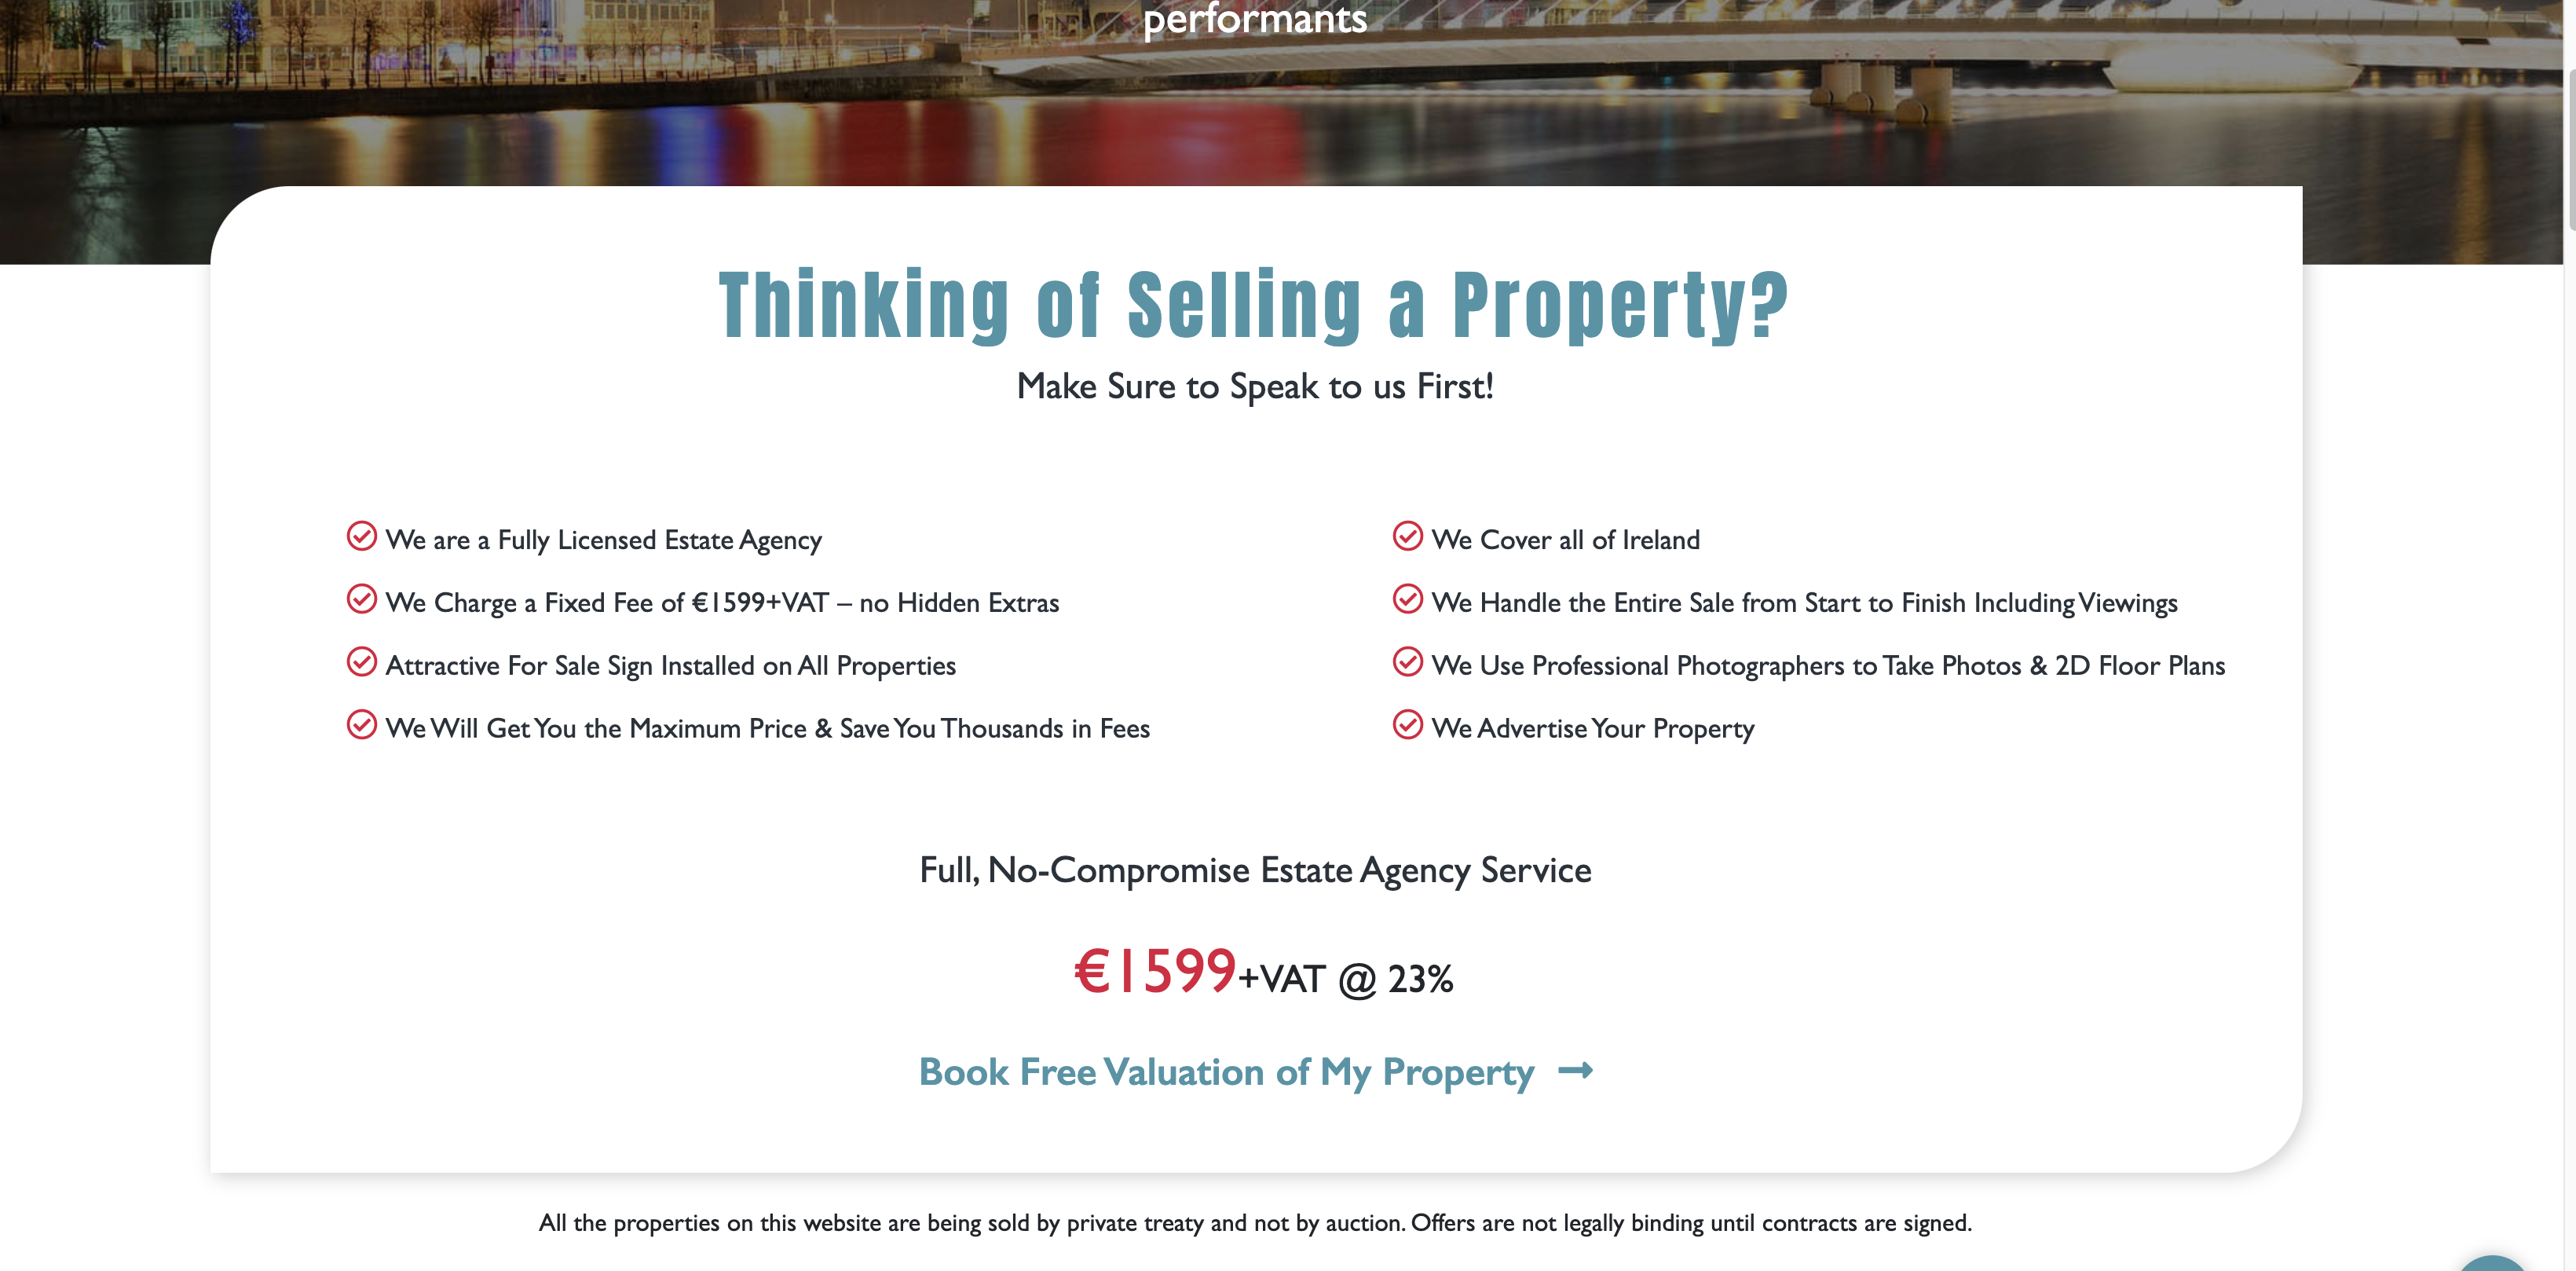 performants
Thinking of Selling a Property?
Make Sure to Speak to us First!
We are a Fully Licensed Estate Agency
We Charge a Fixed Fee of €1599+VAT – no Hidden Extras
Attractive For Sale Sign Installed on All Properties
We Will Get You the Maximum Price & Save You Thousands in Fees
We Cover all of Ireland
We Handle the Entire Sale from Start to Finish Including Viewings
We Use Professional Photographers to Take Photos & 2D Floor Plans
We Advertise Your Property
Full, No-Compromise Estate Agency Service
€1599+VAT @ 23%
Book Free Valuation of My Property
All the properties on this website are being sold by private treaty and not by auction. Offers are not legally binding until contracts are signed.